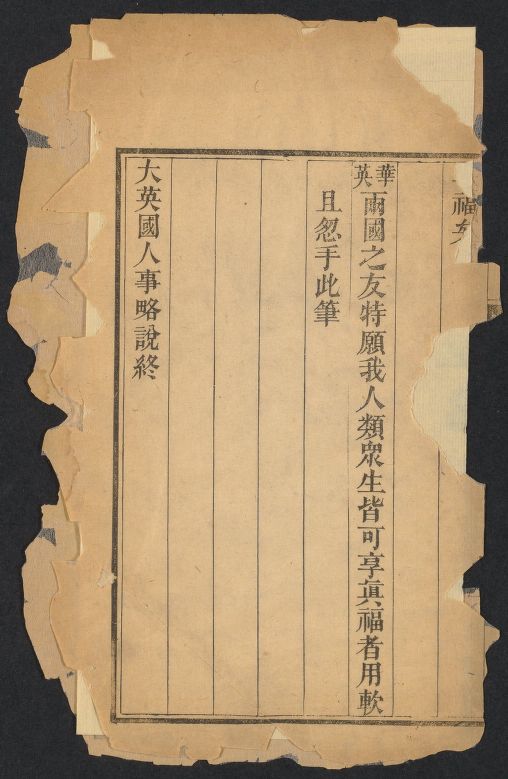 福
華英兩國之友特願我人類衆生皆可享眞福者用軟
且忽手此筆
大英國人事略說終